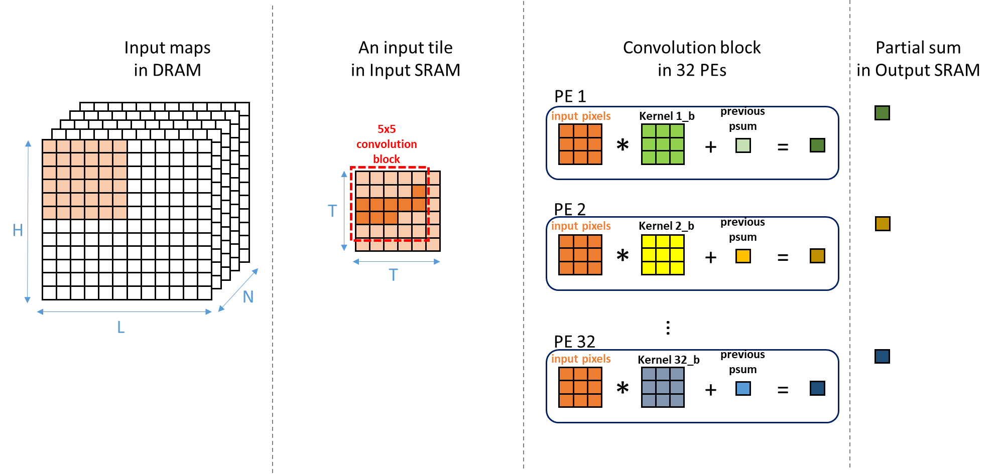 Input maps
in DRAM
An input tile
in Input SRAM
Convolution block
in 32 PEs
Partial sum
in Output SRAM
H
L
N
5x5
convolution
block
T
T
PE 1
input pixels
Kernel 1_b
previous
psum
*
+
=
PE 2
input pixels
Kernel 2_b
previous
psum
*
+
=
⋮
PE 32
input pixels
Kernel 32_b
previous
psum
*
+
=